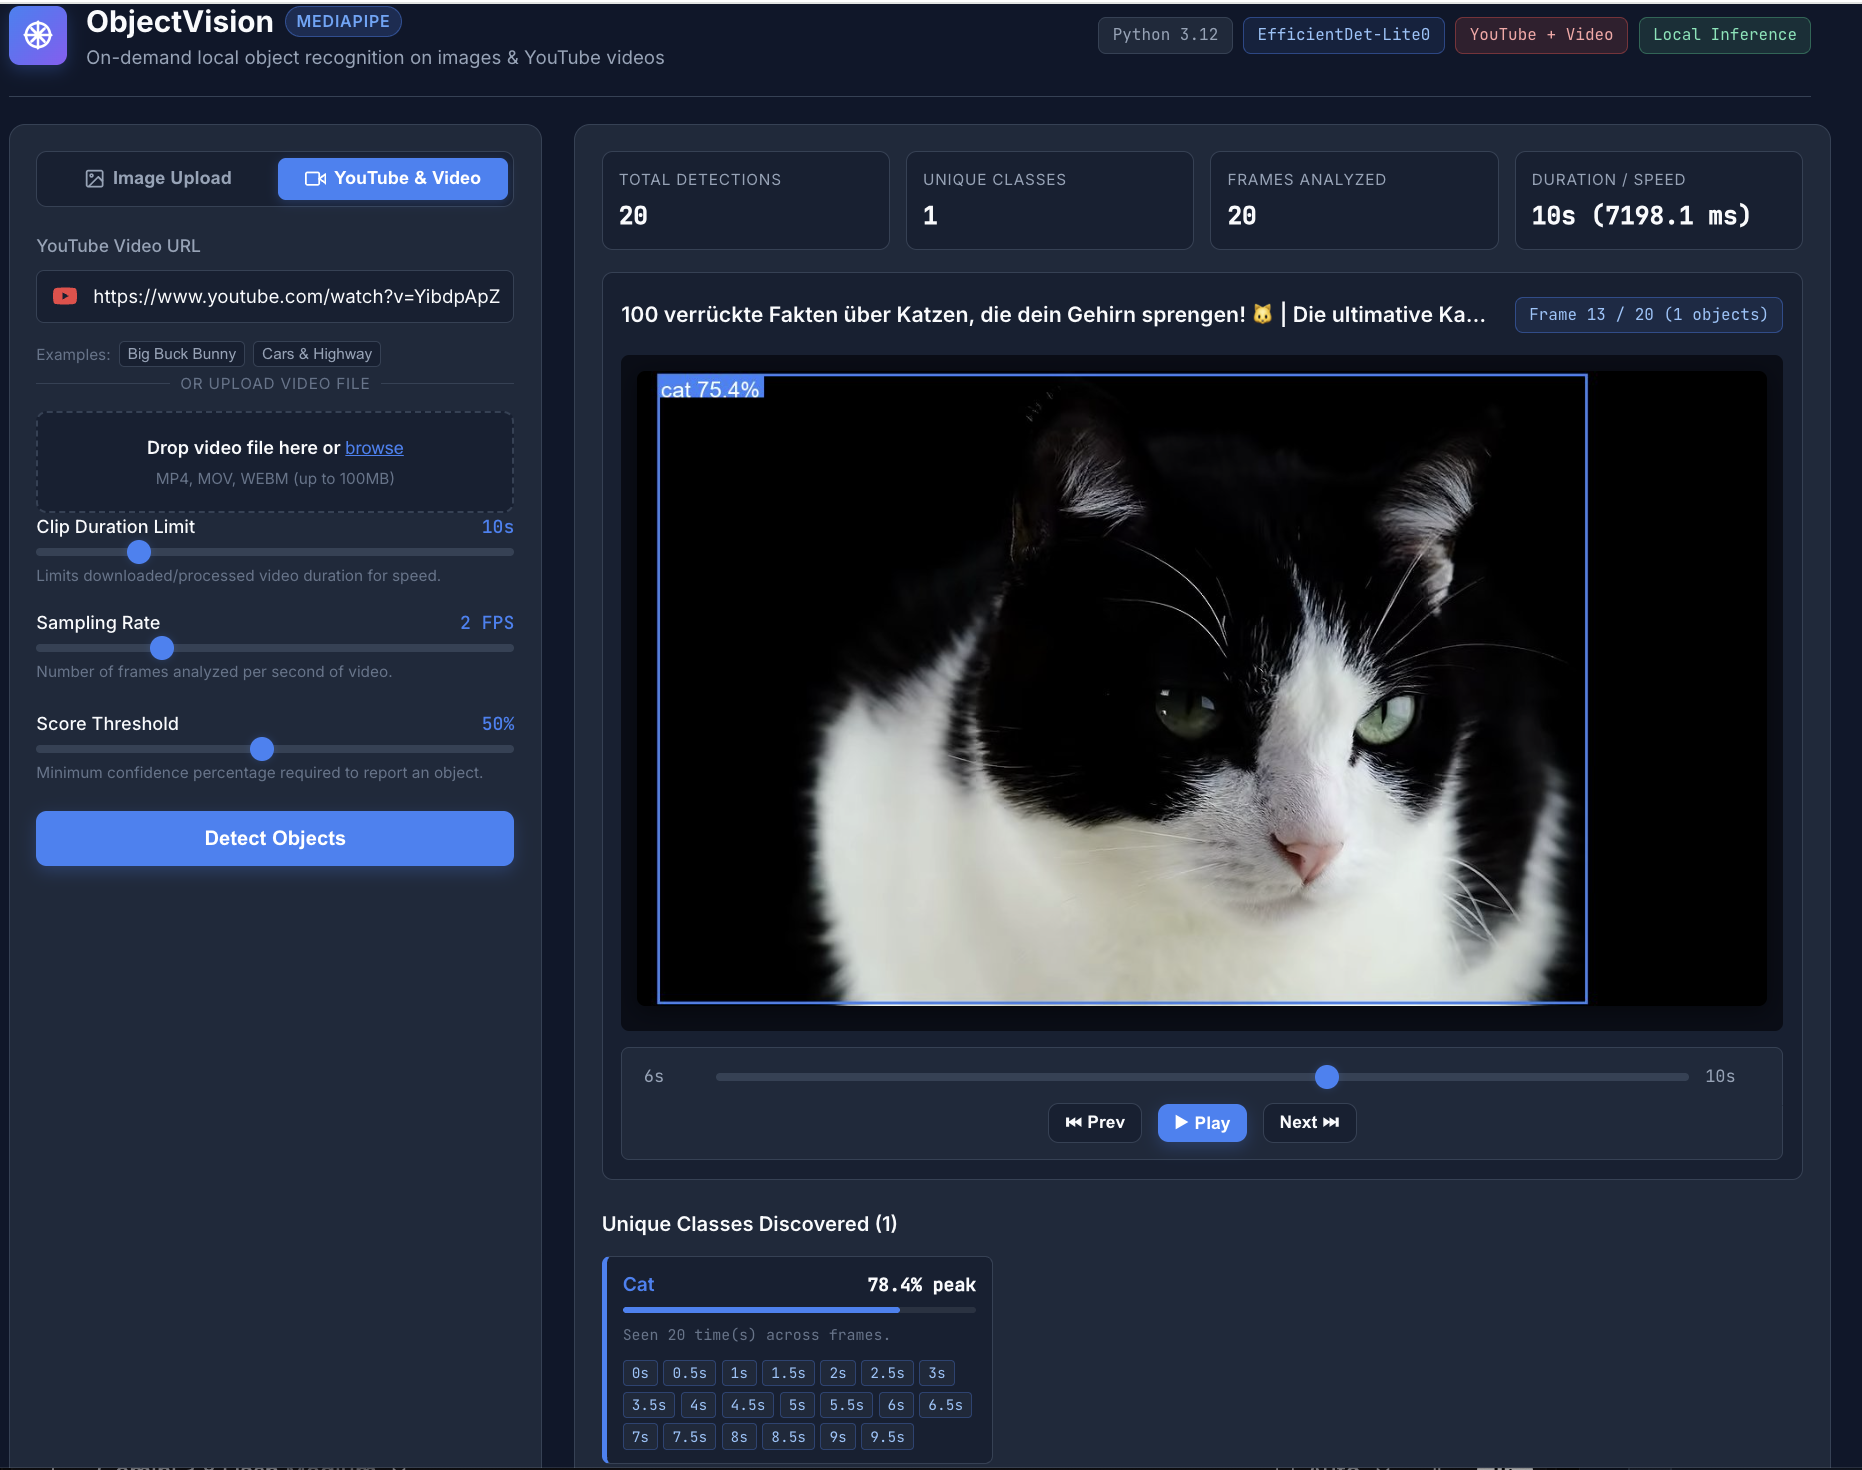 ObjectVision MEDIAPIPE
On-demand local object recognition on images & YouTube videos
Python 3.12
EfficientDet-Lite0
YouTube + Video
Local Inference
Image Upload
YouTube & Video
YouTube Video URL
https://www.youtube.com/watch?v=YibdpApZ
Examples: Big Buck Bunny Cars & Highway
OR UPLOAD VIDEO FILE
Drop video file here or browse
MP4, MOV, WEBM (up to 100MB)
Clip Duration Limit 10s
Limits downloaded/processed video duration for speed.
Sampling Rate 2 FPS
Number of frames analyzed per second of video.
Score Threshold 50%
Minimum confidence percentage required to report an object.
Detect Objects
TOTAL DETECTIONS
20
UNIQUE CLASSES
1
FRAMES ANALYZED
20
DURATION / SPEED
10s (7198.1 ms)
100 verrückte Fakten über Katzen, die dein Gehirn sprengen! 🐱 | Die ultimative Ka...
Frame 13 / 20 (1 objects)
cat 75.4%
6s 10s
⏮ Prev ▶ Play Next ⏭
Unique Classes Discovered (1)
Cat 78.4% peak
Seen 20 time(s) across frames.
0s 0.5s 1s 1.5s 2s 2.5s 3s
3.5s 4s 4.5s 5s 5.5s 6s 6.5s
7s 7.5s 8s 8.5s 9s 9.5s